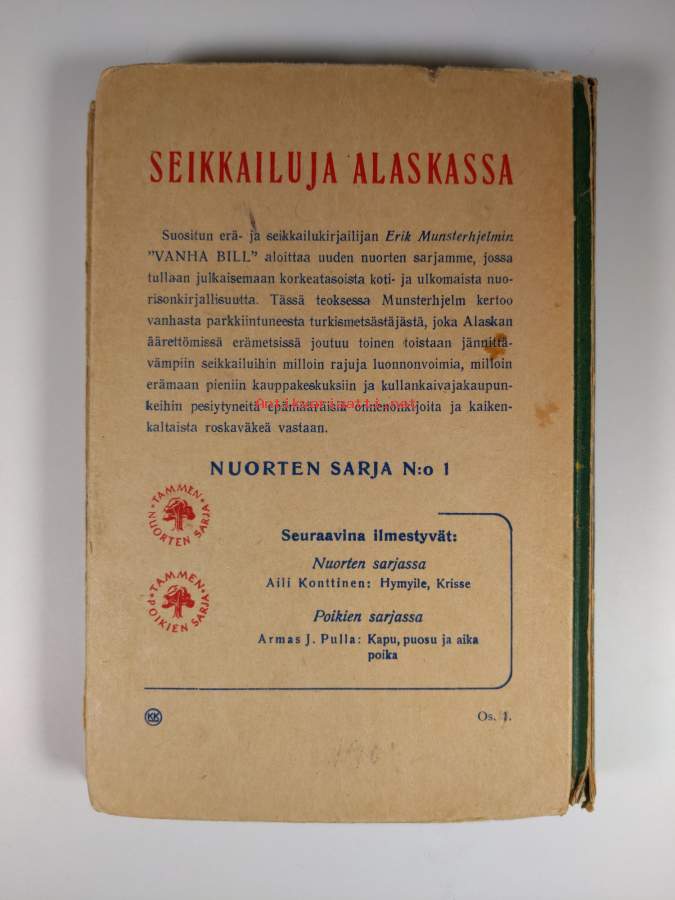 SEIKKAILUJA ALASKASSA
Suositun erä- ja seikkailukirjailijan Erik Munsterhjelmin
"VANHA BILL" aloittaa uuden nuorten sarjamme, jossa
tullaan julkaisemaan korkeatasoista koti- ja ulkomaista nuo-
risonkirjallisuutta. Tässä teoksessa Munsterhjelm kertoo
vanhasta parkkiintuneesta turkismetsästäjästä, joka Alaskan
äärettömissä erämetsissä joutuu toinen toistaan jännittä-
vämpiin seikkailuihin milloin rajuja luonnonvoimia, milloin
erämaan pieniin kauppakeskuksiin ja kullankaivajakaupun-
keihin pesiytyneitä epämääräisiä onnenonkijoita ja kaiken-
kaltaista roskaväkeä vastaan.
Antikvariaatti.net
NUORTEN SARJA N:o 1
TAMMEN NUORTEN SARJA
Seuraavina ilmestyvät:
Nuorten sarjassa
Aili Konttinen: Hymyile, Krisse
TAMMEN POIKIEN SARJA
Poikien sarjassa
Armas J. Pulla: Kapu, puosu ja aika
poika
KK
Os.